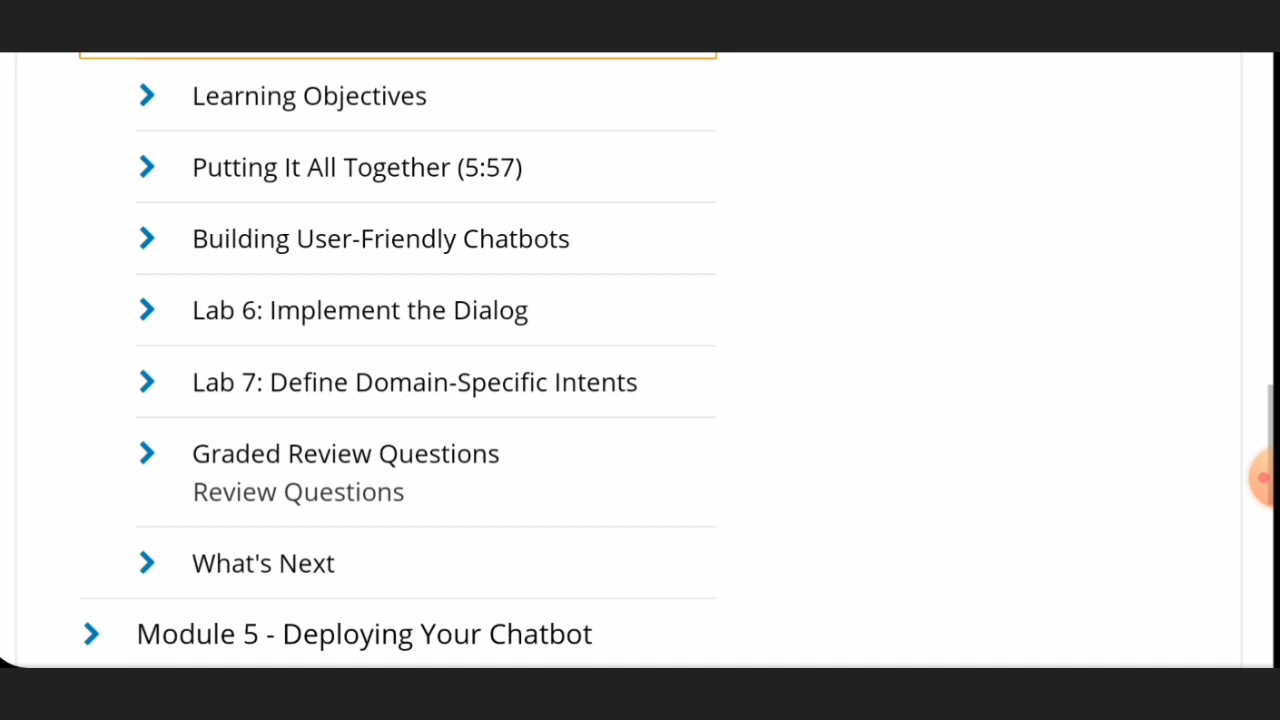 Learning Objectives
Putting It All Together (5:57)
Building User-Friendly Chatbots
Lab 6: Implement the Dialog
Lab 7: Define Domain-Specific Intents
Graded Review Questions
Review Questions
What's Next
Module 5 - Deploying Your Chatbot